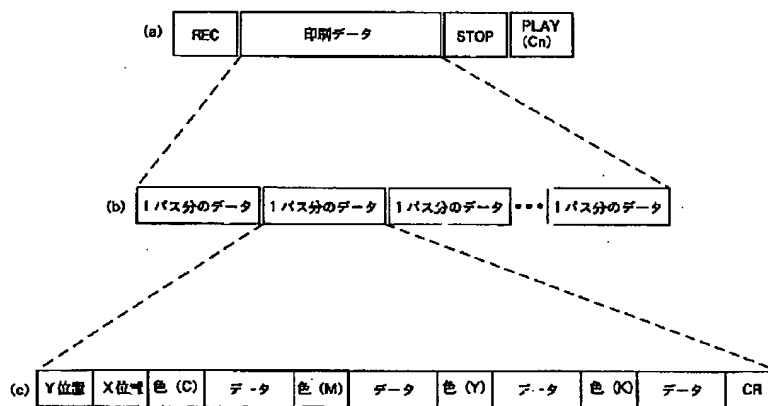 (a) REC 印刷データ STOP PLAY (Cn)
(b) 1パス分のデータ 1パス分のデータ 1パス分のデータ ••• 1パス分のデータ
(c) Y位置 X位置 色(C) データ 色(M) データ 色(Y) データ 色(K) データ CR